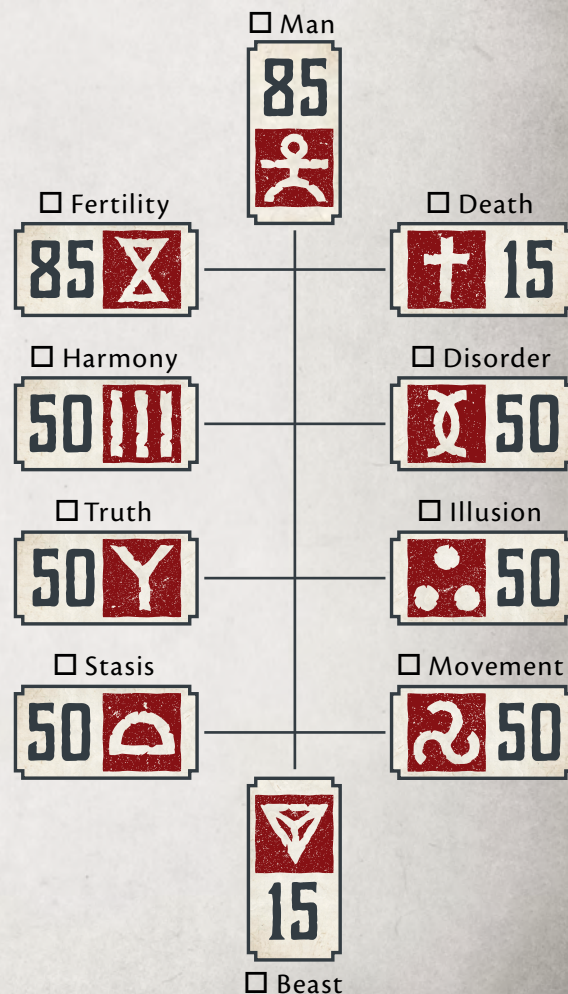 ☐ Man
85
☐ Fertility
☐ Death
85
15
☐ Harmony
☐ Disorder
50
50
☐ Truth
☐ Illusion
50
50
☐ Stasis
☐ Movement
50
50
15
☐ Beast